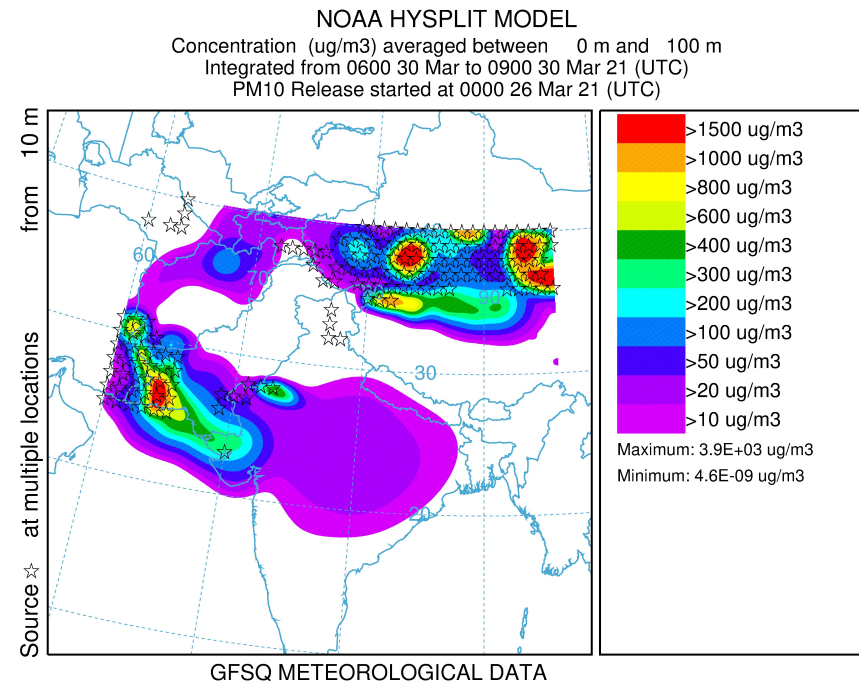 NOAA HYSPLIT MODEL
Concentration (ug/m3) averaged between 0 m and 100 m
Integrated from 0600 30 Mar to 0900 30 Mar 21 (UTC)
PM10 Release started at 0000 26 Mar 21 (UTC)
Source ☆ at multiple locations from 10 m
60
70
90
30
20
>1500 ug/m3
>1000 ug/m3
>800 ug/m3
>600 ug/m3
>400 ug/m3
>300 ug/m3
>200 ug/m3
>100 ug/m3
>50 ug/m3
>20 ug/m3
>10 ug/m3
Maximum: 3.9E+03 ug/m3
Minimum: 4.6E-09 ug/m3
GFSQ METEOROLOGICAL DATA